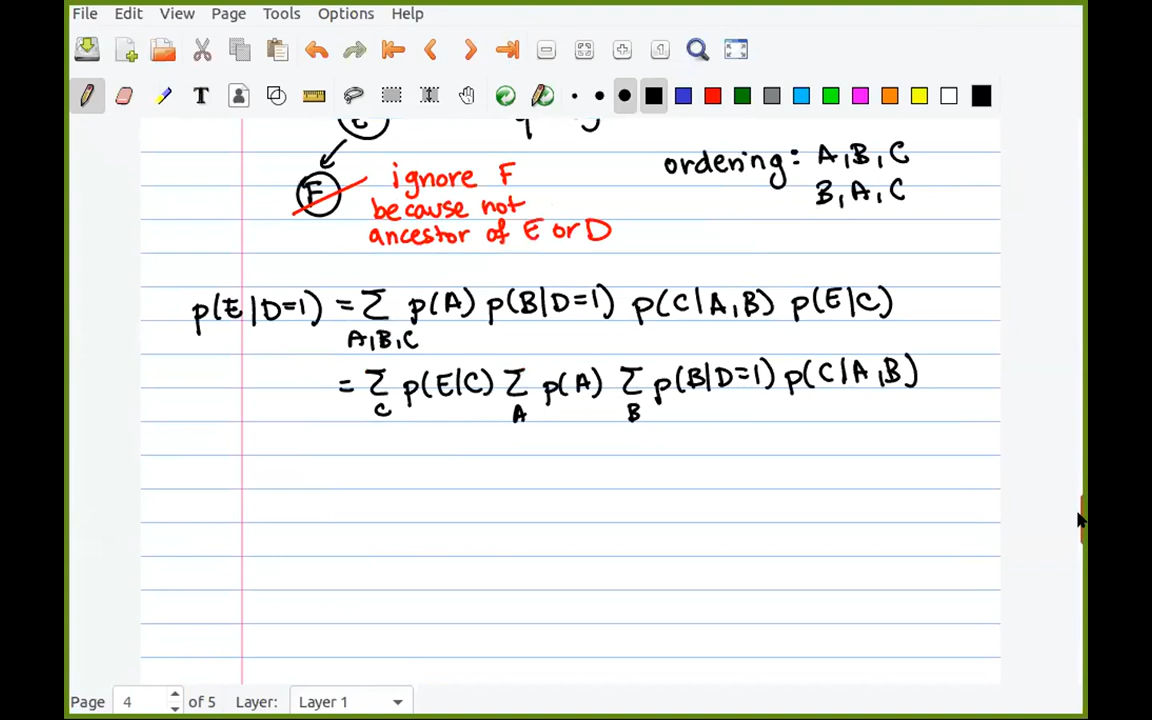 File Edit View Page Tools Options Help
ordering: A,B,C
B,A,C
F
ignore F
because not
ancestor of E or D
p(E|D=1) = Σ p(A) p(B|D=1) p(C|A,B) p(E|C)
A,B,C
= Σ p(E|C) Σ p(A) Σ p(B|D=1) p(C|A,B)
C A B
Page 4 of 5 Layer: Layer 1